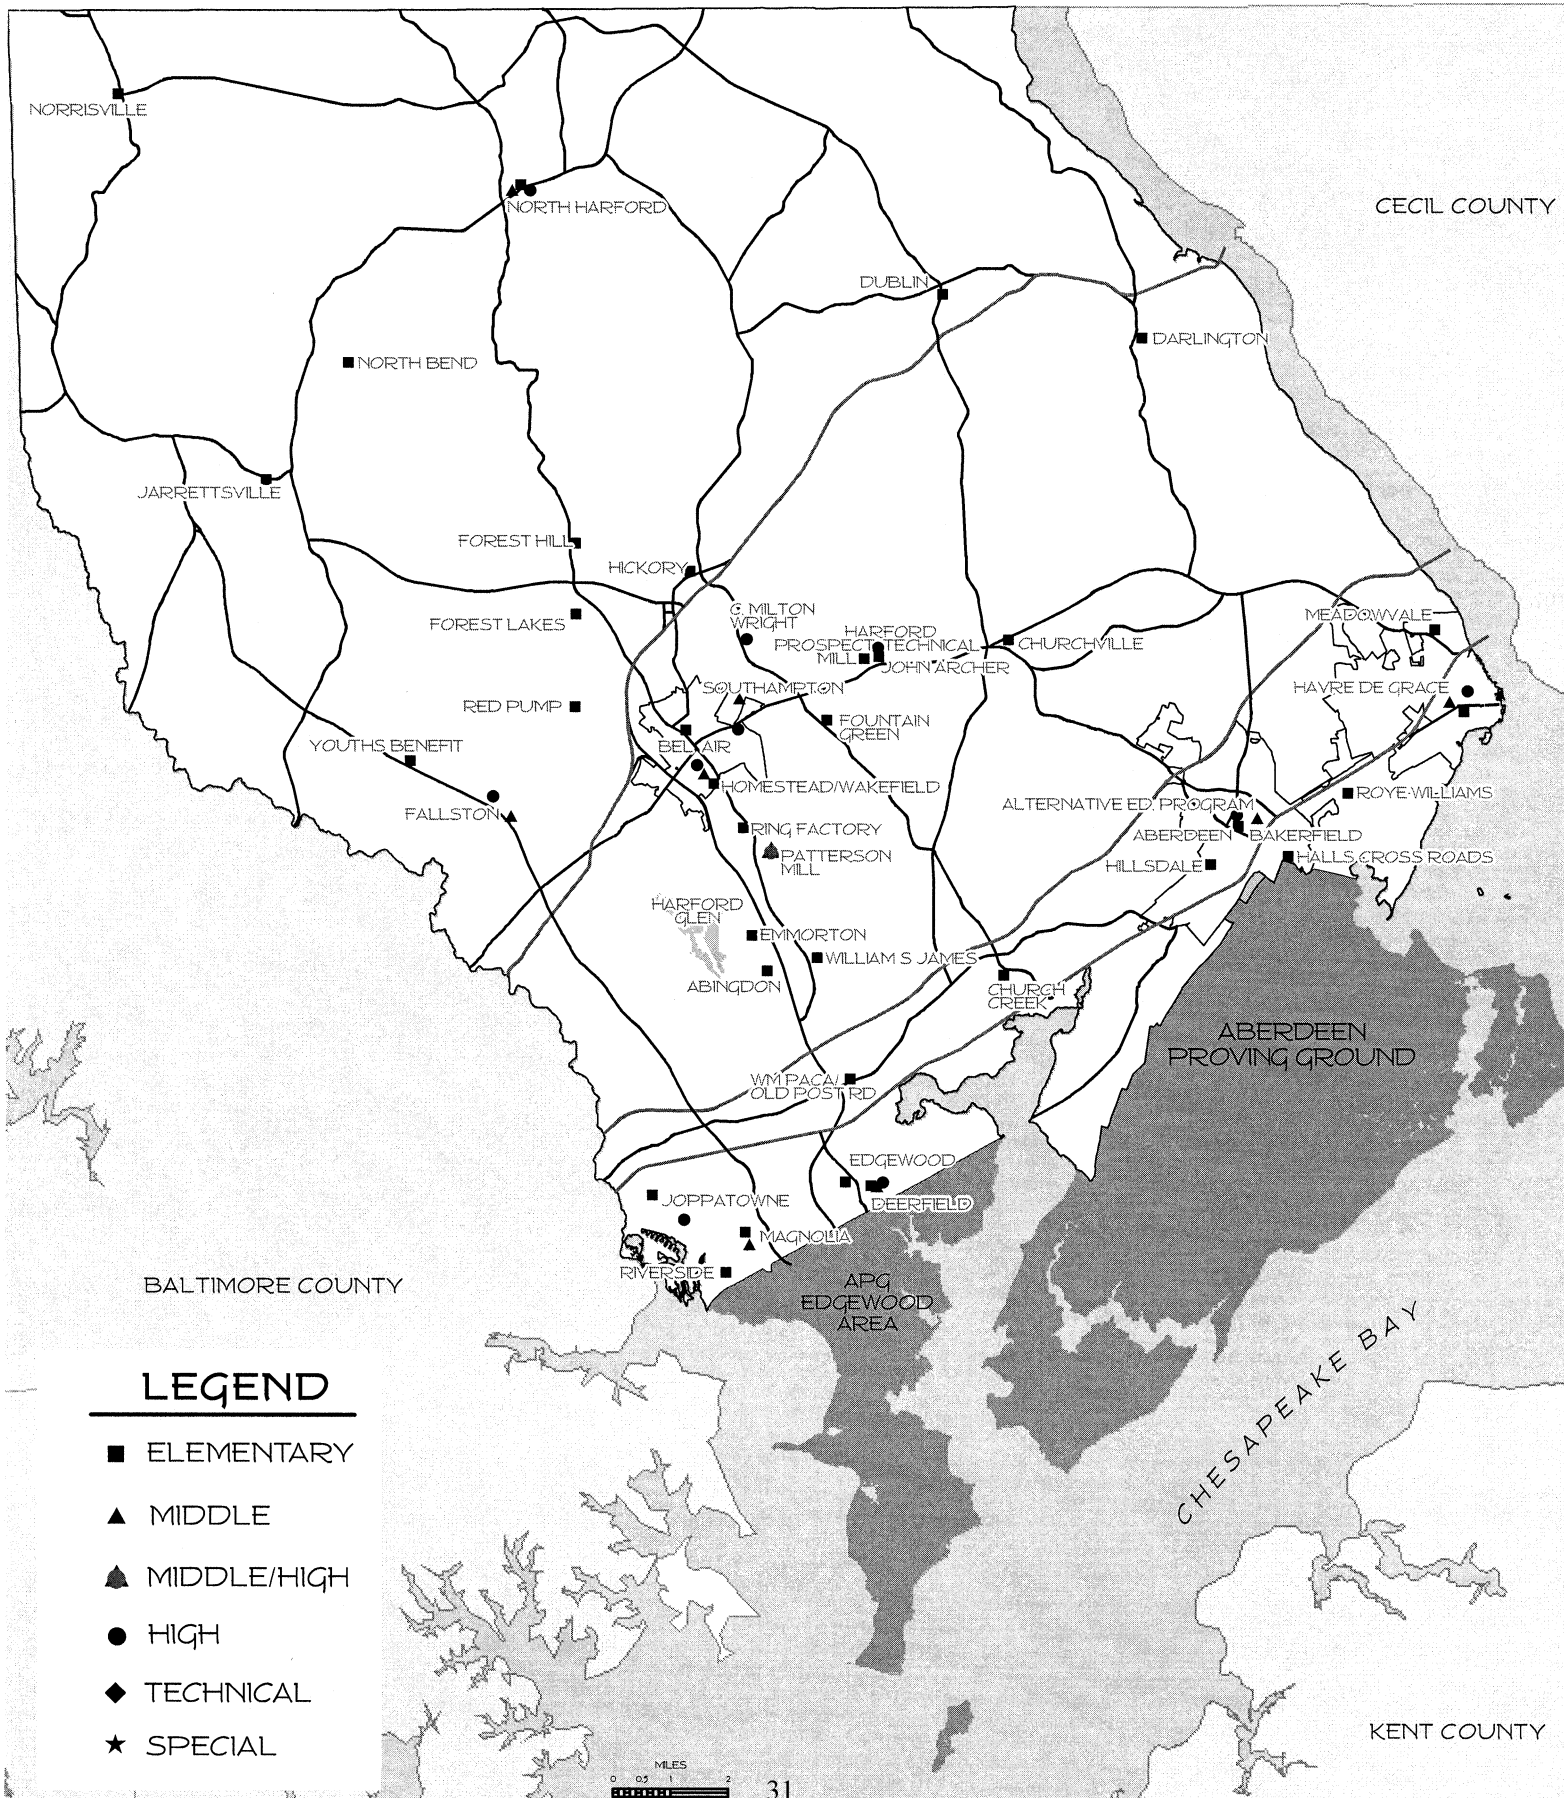 NORRISVILLE
NORTH HARFORD
CECIL COUNTY
DUBLIN
DARLINGTON
NORTH BEND
JARRETTSVILLE
FOREST HILL
HICKORY
C. MILTON
WRIGHT
FOREST LAKES
MEADOWVALE
HARFORD
TECHNICAL
PROSPECT
MILL
JOHN ARCHER
CHURCHVILLE
SOUTHAMPTON
HAVRE DE GRACE
RED PUMP
FOUNTAIN
GREEN
YOUTHS BENEFIT
BEL AIR
HOMESTEAD/WAKEFIELD
ROYE-WILLIAMS
ALTERNATIVE ED. PROGRAM
FALLSTON
RING FACTORY
ABERDEEN
BAKERFIELD
PATTERSON
MILL
HALLS CROSS ROADS
HILLSDALE
HARFORD
GLEN
EMMORTON
WILLIAM S JAMES
ABINGDON
CHURCH
CREEK
ABERDEEN
PROVING GROUND
WM PACA/
OLD POST RD
EDGEWOOD
DEERFIELD
JOPPATOWNE
MAGNOLIA
RIVERSIDE
BALTIMORE COUNTY
APG
EDGEWOOD
AREA
CHESAPEAKE BAY
LEGEND
ELEMENTARY
MIDDLE
MIDDLE/HIGH
HIGH
TECHNICAL
SPECIAL
KENT COUNTY
MILES
0 0.5 1 2
31